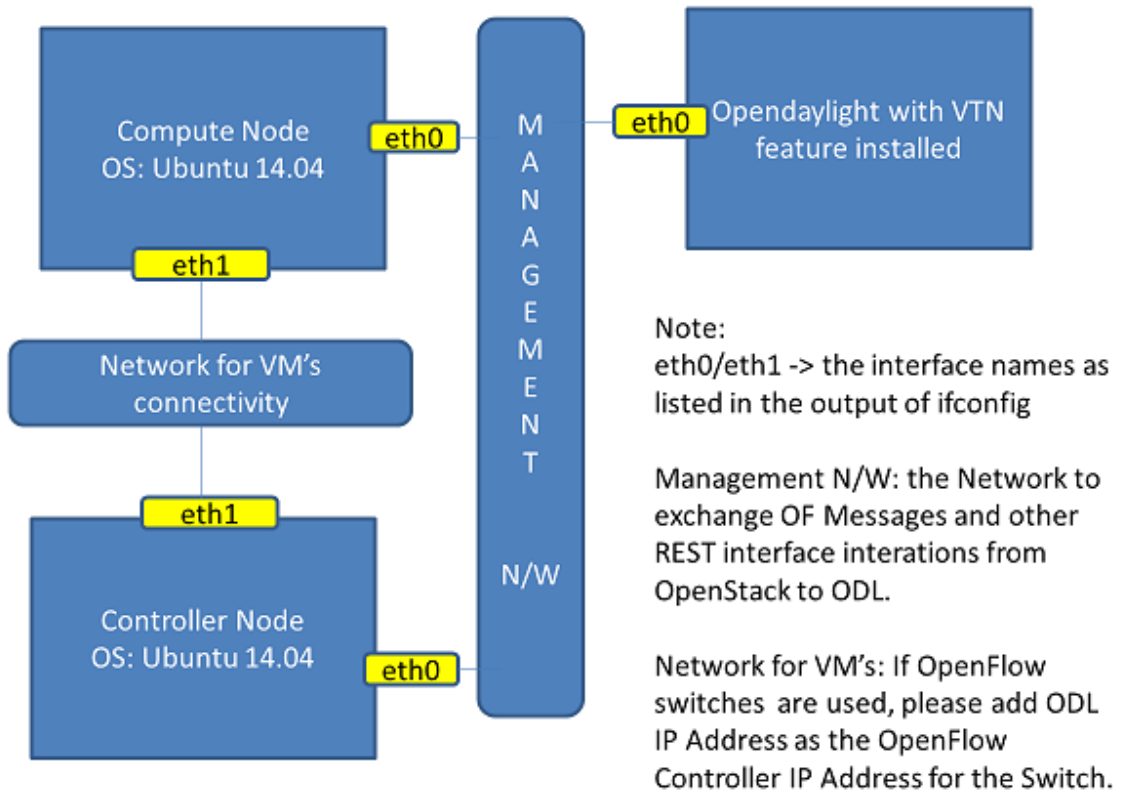 Compute Node
OS: Ubuntu 14.04
eth0
eth1
Network for VM's
connectivity
eth1
Controller Node
OS: Ubuntu 14.04
eth0
M
A
N
A
G
E
M
E
N
T
N/W
eth0
Opendaylight with VTN
feature installed
Note:
eth0/eth1 -> the interface names as
listed in the output of ifconfig
Management N/W: the Network to
exchange OF Messages and other
REST interface interations from
OpenStack to ODL.
Network for VM's: If OpenFlow
switches are used, please add ODL
IP Address as the OpenFlow
Controller IP Address for the Switch.